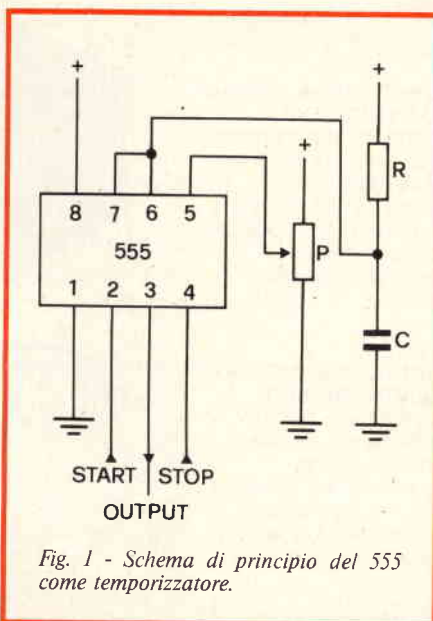 +
+
+
R
8 7 6 5
P
555
1 2 3 4
C
START STOP
OUTPUT
Fig. 1 - Schema di principio del 555
come temporizzatore.